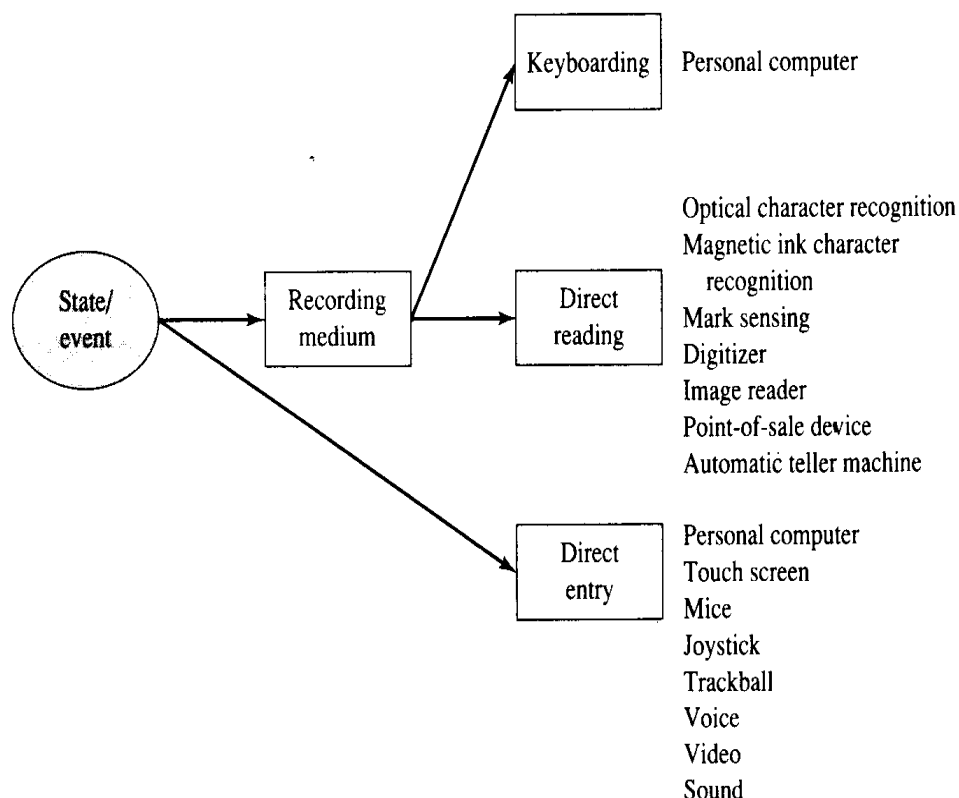 Keyboarding
Personal computer
State/
event
Recording
medium
Direct
reading
Optical character recognition
Magnetic ink character
recognition
Mark sensing
Digitizer
Image reader
Point-of-sale device
Automatic teller machine
Direct
entry
Personal computer
Touch screen
Mice
Joystick
Trackball
Voice
Video
Sound